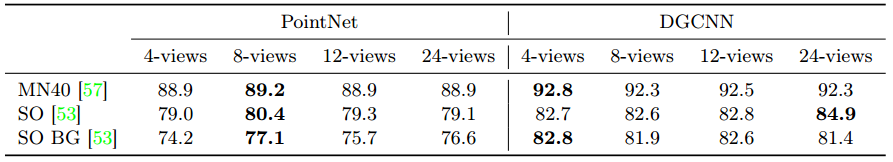 PointNet DGCNN
4-views 8-views 12-views 24-views 4-views 8-views 12-views 24-views
MN40 [57] 88.9 89.2 88.9 88.9 92.8 92.3 92.5 92.3
SO [53] 79.0 80.4 79.3 79.1 82.7 82.6 82.8 84.9
SO BG [53] 74.2 77.1 75.7 76.6 82.8 81.9 82.6 81.4